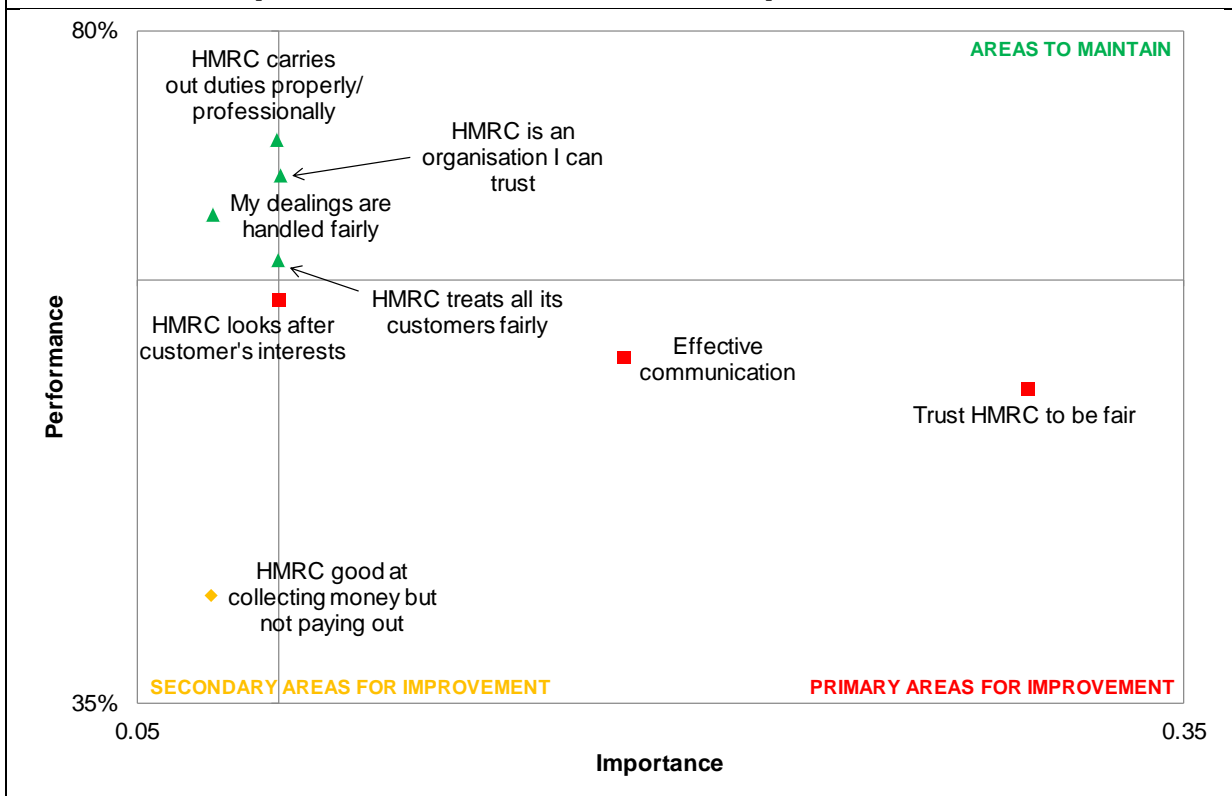 80%
AREAS TO MAINTAIN
HMRC carries
out duties properly/
professionally
HMRC is an
organisation I can
trust
My dealings are
handled fairly
HMRC treats all its
customers fairly
HMRC looks after
customer's interests
Effective
communication
Trust HMRC to be fair
Performance
HMRC good at
collecting money but
not paying out
SECONDARY AREAS FOR IMPROVEMENT
PRIMARY AREAS FOR IMPROVEMENT
35%
0.05
0.35
Importance